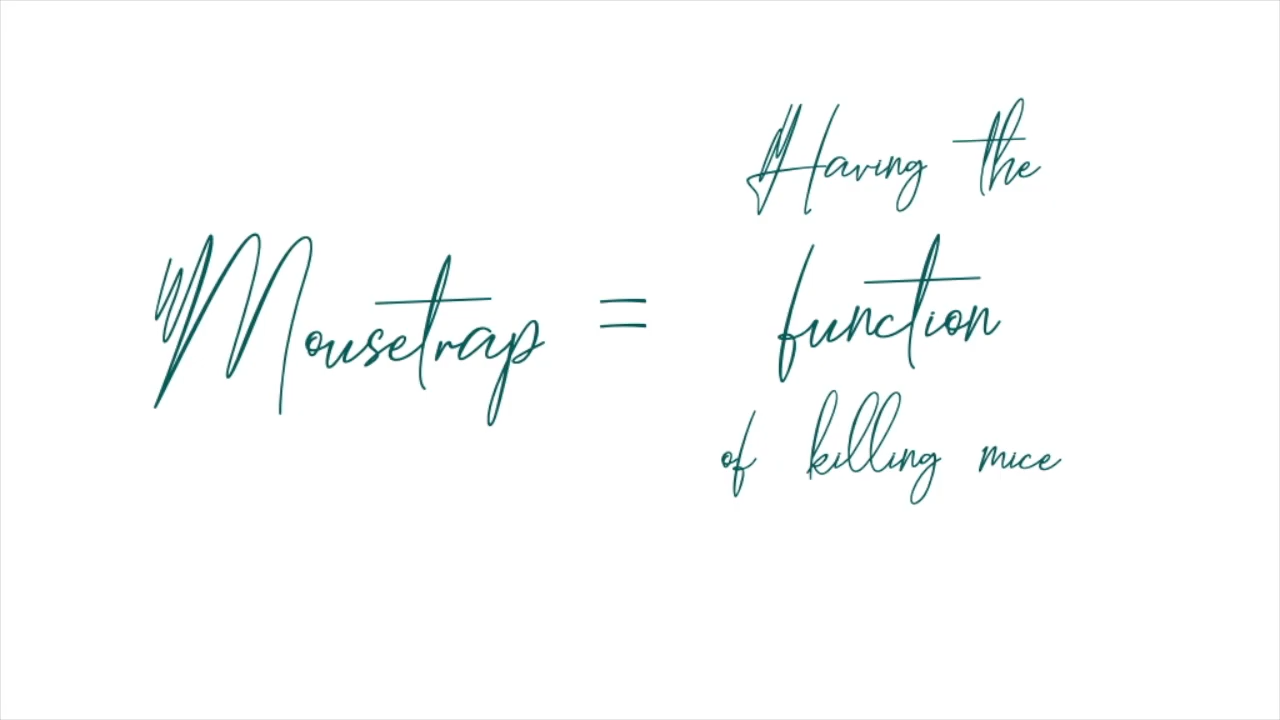 Mousetrap =
Having the
function
of killing mice